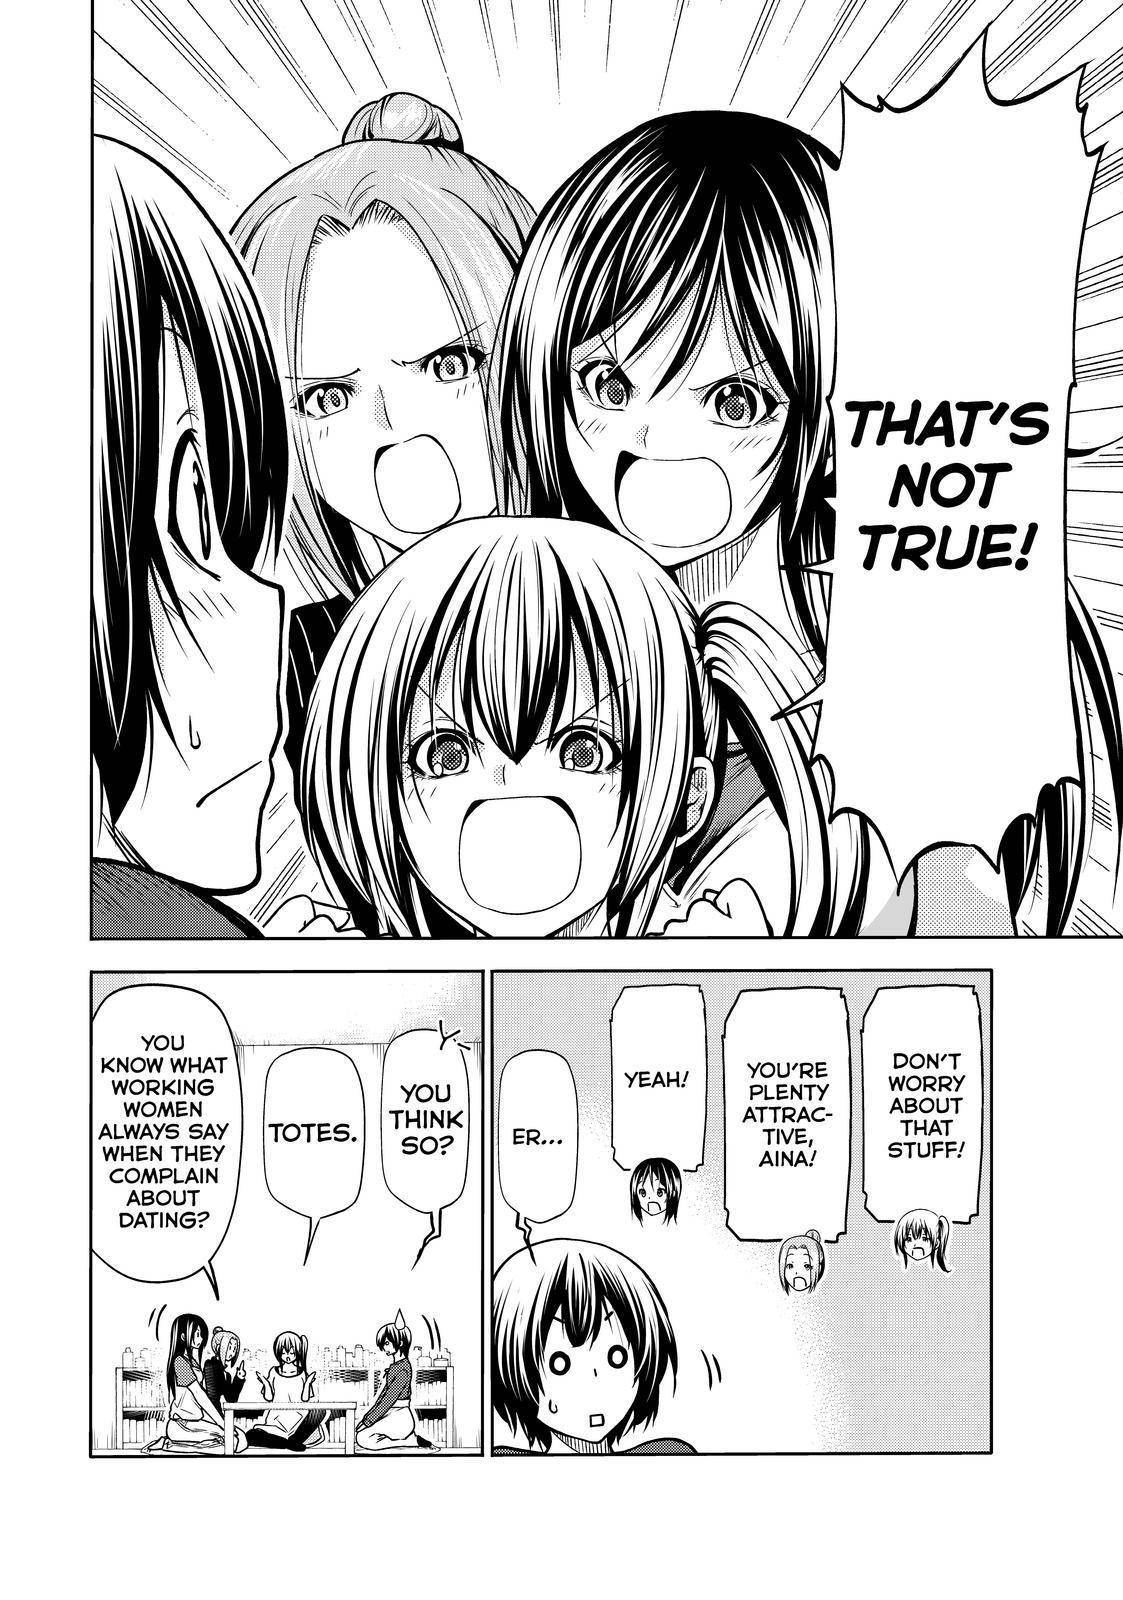 THAT'S
NOT
TRUE!
DON'T
WORRY
ABOUT
THAT
STUFF!
YOU'RE
PLENTY
ATTRAC-
TIVE,
AINA!
YEAH!
ER...
YOU
THINK
SO?
TOTES.
YOU
KNOW WHAT
WORKING
WOMEN
ALWAYS SAY
WHEN THEY
COMPLAIN
ABOUT
DATING?